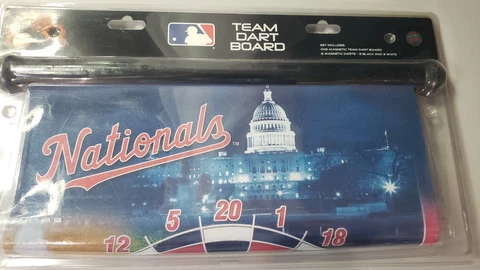 TEAM
DART
BOARD
SET INCLUDES:
ONE MAGNETIC TEAM DART BOARD
6 MAGNETIC DARTS - 3 BLACK AND 3 WHITE
Nationals
TM
12 5 20 1 18